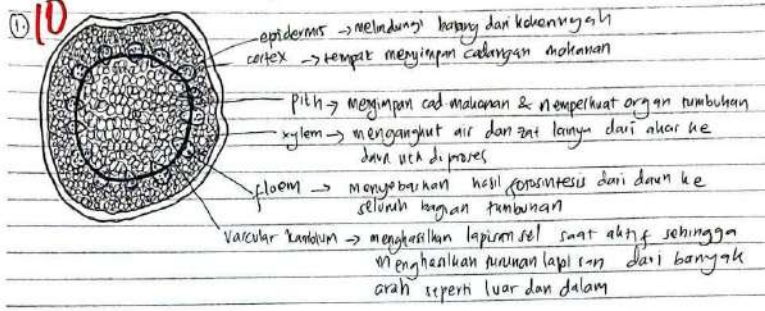 1. 10
epidermis → melindungi batang dari kekeringan
cortex → tempat menyimpan cadangan makanan
pith → menyimpan cad makanan & memperkuat organ tumbuhan
xylem → mengangkut air dan zat lainya dari akar ke
daun utk diproses
floem → menyebarkan hasil fotosintesis dari daun ke
seluruh bagian tumbuhan
vascular kambium → menghasilkan lapisan sel saat aktif sehingga
menghasilkan turunan lapisan dari banyak
arah seperti luar dan dalam